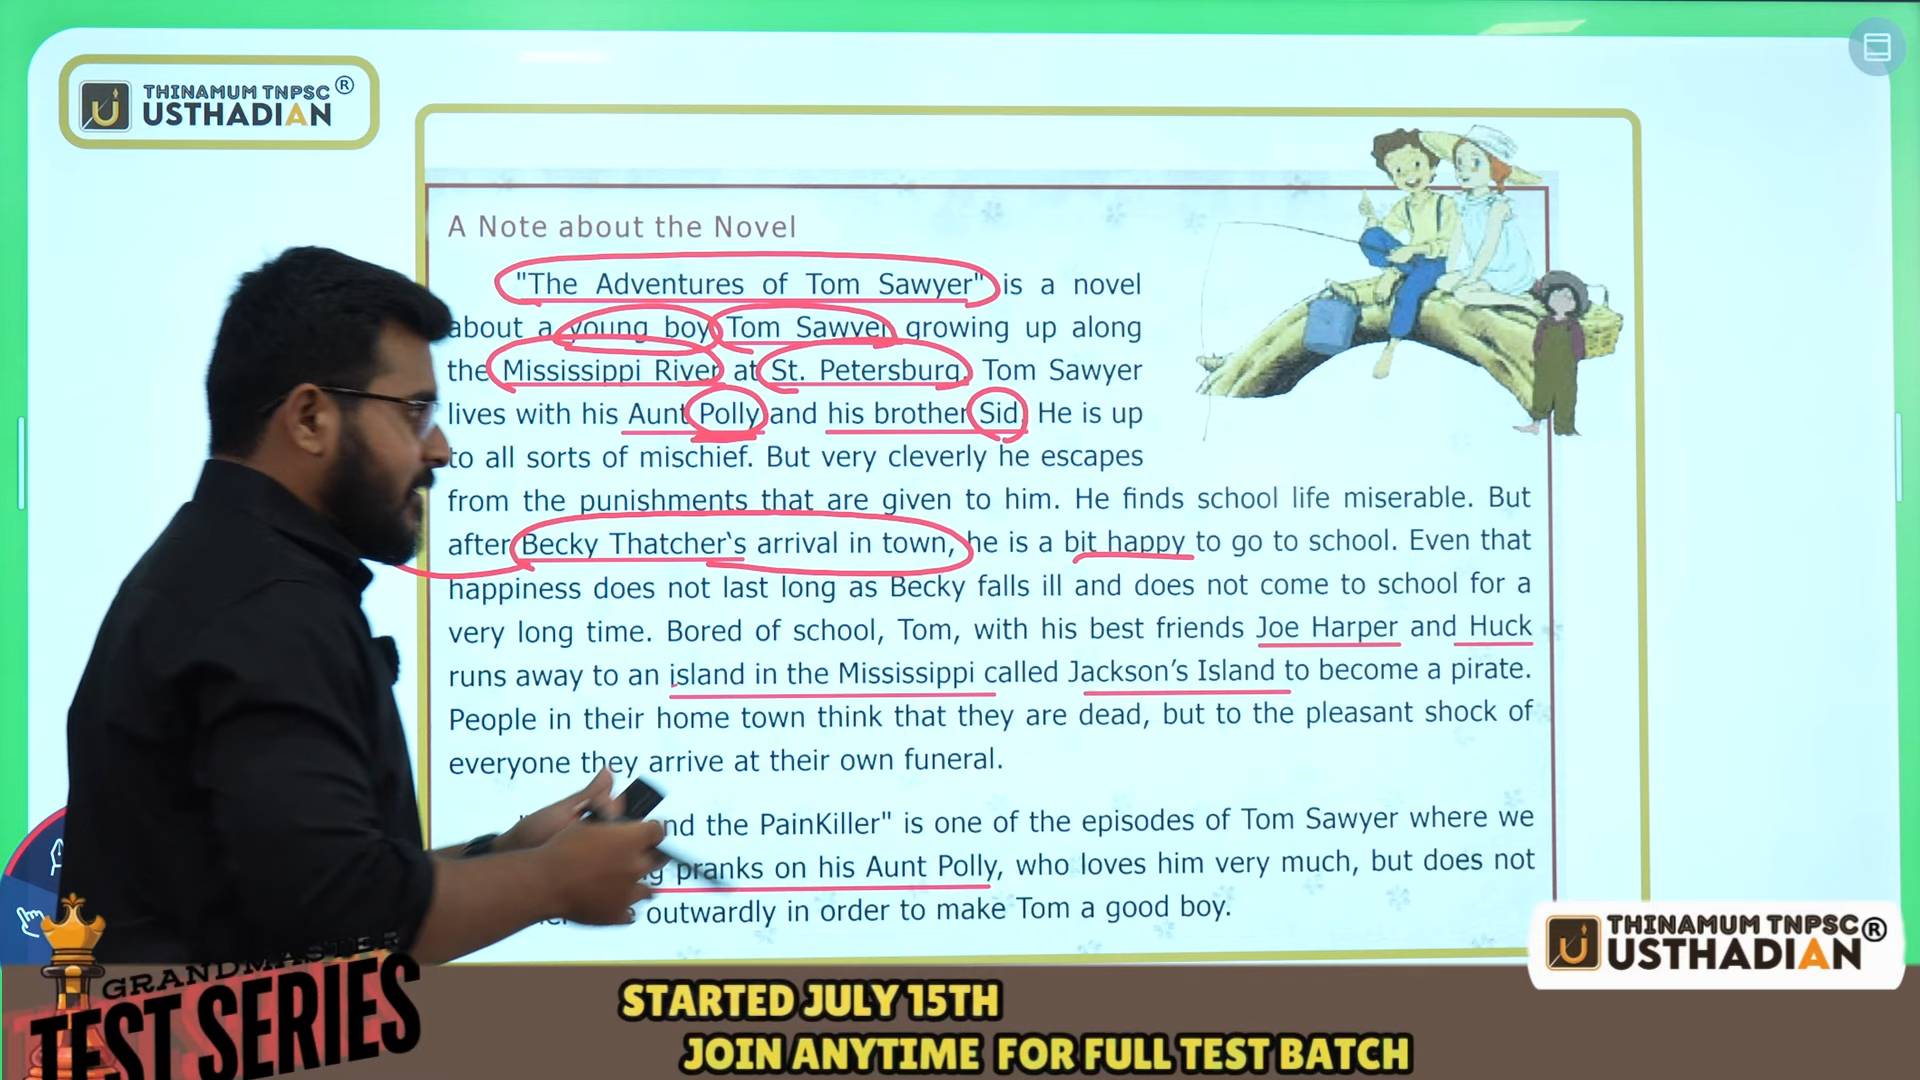 THINAMUM TNPSC ®
USTHADIAN
A Note about the Novel
"The Adventures of Tom Sawyer" is a novel
about a young boy Tom Sawyer growing up along
the Mississippi River at St. Petersburg. Tom Sawyer
lives with his Aunt Polly and his brother Sid. He is up
to all sorts of mischief. But very cleverly he escapes
from the punishments that are given to him. He finds school life miserable. But
after Becky Thatcher's arrival in town, he is a bit happy to go to school. Even that
happiness does not last long as Becky falls ill and does not come to school for a
very long time. Bored of school, Tom, with his best friends Joe Harper and Huck
runs away to an island in the Mississippi called Jackson's Island to become a pirate.
People in their home town think that they are dead, but to the pleasant shock of
everyone they arrive at their own funeral.
and the PainKiller" is one of the episodes of Tom Sawyer where we
pranks on his Aunt Polly, who loves him very much, but does not
outwardly in order to make Tom a good boy.
THINAMUM TNPSC ®
USTHADIAN
GRANDMASTER
TEST SERIES
STARTED JULY 15TH
JOIN ANYTIME FOR FULL TEST BATCH